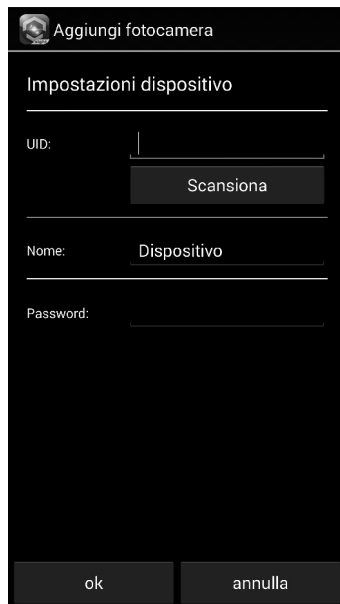 Aggiungi fotocamera
Impostazioni dispositivo
UID:
Scansiona
Nome: Dispositivo
Password:
ok annulla